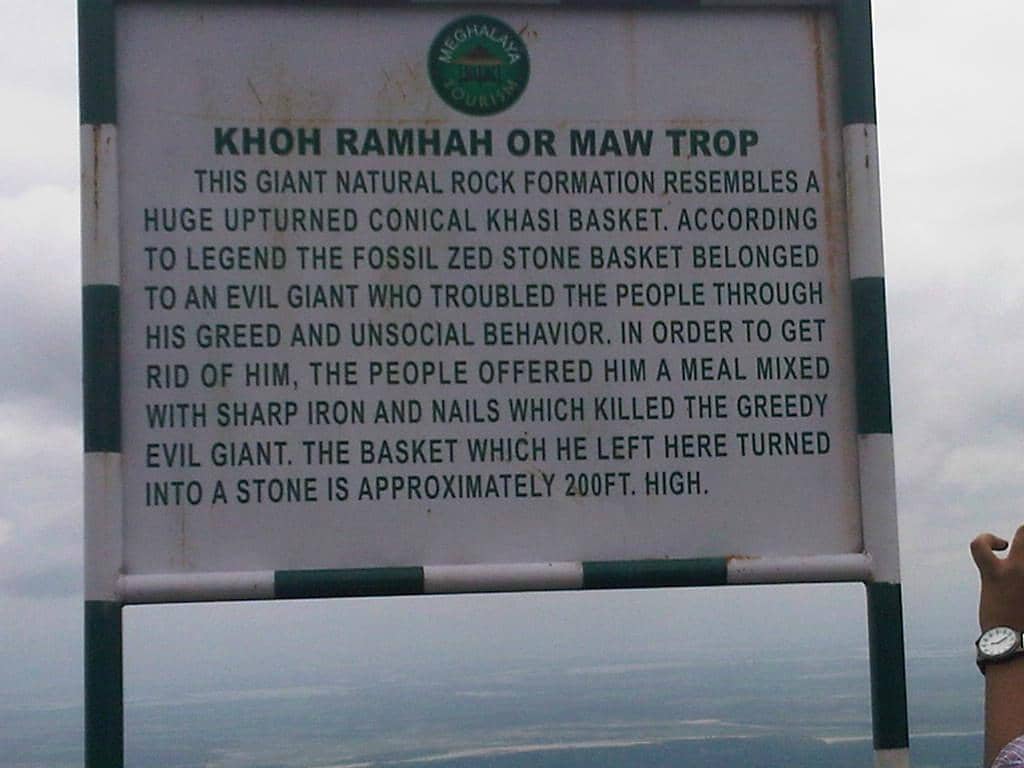 MEGHALAYA
TOURISM
KHOH RAMHAH OR MAW TROP
THIS GIANT NATURAL ROCK FORMATION RESEMBLES A
HUGE UPTURNED CONICAL KHASI BASKET. ACCORDING
TO LEGEND THE FOSSIL ZED STONE BASKET BELONGED
TO AN EVIL GIANT WHO TROUBLED THE PEOPLE THROUGH
HIS GREED AND UNSOCIAL BEHAVIOR. IN ORDER TO GET
RID OF HIM, THE PEOPLE OFFERED HIM A MEAL MIXED
WITH SHARP IRON AND NAILS WHICH KILLED THE GREEDY
EVIL GIANT. THE BASKET WHICH HE LEFT HERE TURNED
INTO A STONE IS APPROXIMATELY 200FT. HIGH.